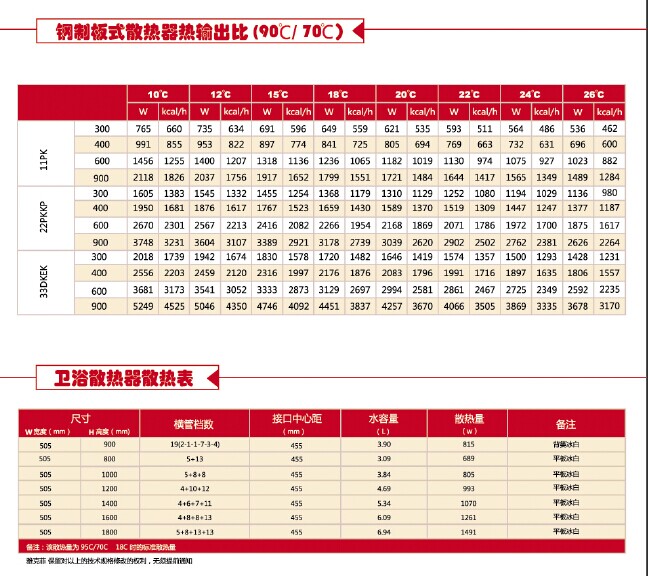 钢制板式散热器热输出比(90℃/ 70℃)
10℃ 12℃ 15℃ 18℃ 20℃ 22℃ 24℃ 26℃
W kcal/h W kcal/h W kcal/h W kcal/h W kcal/h W kcal/h W kcal/h W kcal/h
11PK
300 765 660 735 634 691 596 649 559 621 535 593 511 564 486 536 462
400 991 855 953 822 897 774 841 725 805 694 769 663 732 631 696 600
600 1456 1255 1400 1207 1318 1136 1236 1065 1182 1019 1130 974 1075 927 1023 882
900 2118 1826 2037 1756 1917 1652 1799 1551 1721 1484 1644 1417 1565 1349 1489 1284
22PKKP
300 1605 1383 1545 1332 1455 1254 1368 1179 1310 1129 1252 1080 1194 1029 1136 980
400 1950 1681 1876 1617 1767 1523 1659 1430 1589 1370 1519 1309 1447 1247 1377 1187
600 2670 2301 2567 2213 2416 2082 2266 1954 2168 1869 2071 1786 1972 1700 1875 1617
900 3748 3231 3604 3107 3389 2921 3178 2739 3039 2620 2902 2502 2762 2381 2626 2264
33DKEK
300 2018 1739 1942 1674 1830 1578 1720 1482 1646 1419 1574 1357 1500 1293 1428 1231
400 2556 2203 2459 2120 2316 1997 2176 1876 2083 1796 1991 1716 1897 1635 1806 1557
600 3681 3173 3541 3052 3333 2873 3129 2697 2994 2581 2861 2467 2725 2349 2592 2235
900 5249 4525 5046 4350 4746 4092 4451 3837 4257 3670 4066 3505 3869 3335 3678 3170
卫浴散热器散热表
尺寸 横管档数 接口中心距 水容量 散热量 备注
W宽度(mm) H高度(mm) (mm) (L) (w)
505 900 19(2-1-1-7-3-4) 455 3.90 815 背篓冰白
505 800 5+13 455 3.09 689 平板冰白
505 1000 5+8+8 455 3.84 805 平板冰白
505 1200 4+10+12 455 4.69 993 平板冰白
505 1400 4+6+7+11 455 5.34 1070 平板冰白
505 1600 4+8+8+13 455 6.09 1261 平板冰白
505 1800 5+8+13+13 455 6.94 1491 平板冰白
备注:该散热量为95C/70C 18C时的标准散热量
雅克菲 保留对以上的技术规格修改的权利,无须提前通知